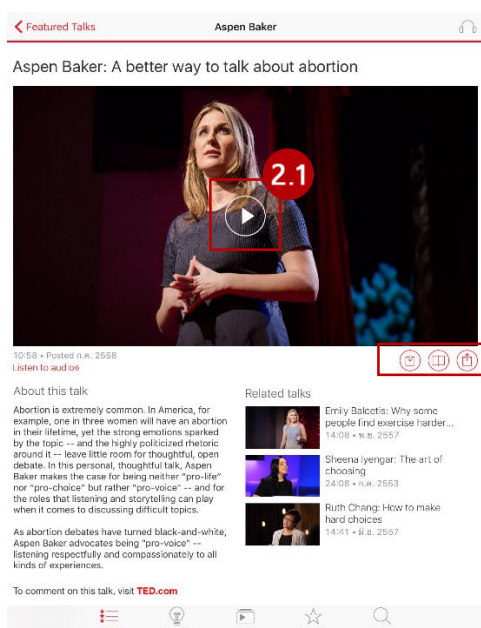 Featured Talks
Aspen Baker
Aspen Baker: A better way to talk about abortion
2.1
10:58 • Posted ก.ค. 2558
Listen to audio»
About this talk
Abortion is extremely common. In America, for
example, one in three women will have an abortion
in their lifetime, yet the strong emotions sparked
by the topic -- and the highly politicized rhetoric
around it -- leave little room for thoughtful, open
debate. In this personal, thoughtful talk, Aspen
Baker makes the case for being neither "pro-life"
nor "pro-choice" but rather "pro-voice" -- and for
the roles that listening and storytelling can play
when it comes to discussing difficult topics.
As abortion debates have turned black-and-white,
Aspen Baker advocates being "pro-voice" --
listening respectfully and compassionately to all
kinds of experiences.
To comment on this talk, visit TED.com
Related talks
Emily Balcetis: Why some
people find exercise harder...
14:08 • พ.ย. 2557
Sheena Iyengar: The art of
choosing
24:08 • ก.ค. 2553
Ruth Chang: How to make
hard choices
14:41 • มิ.ย. 2557